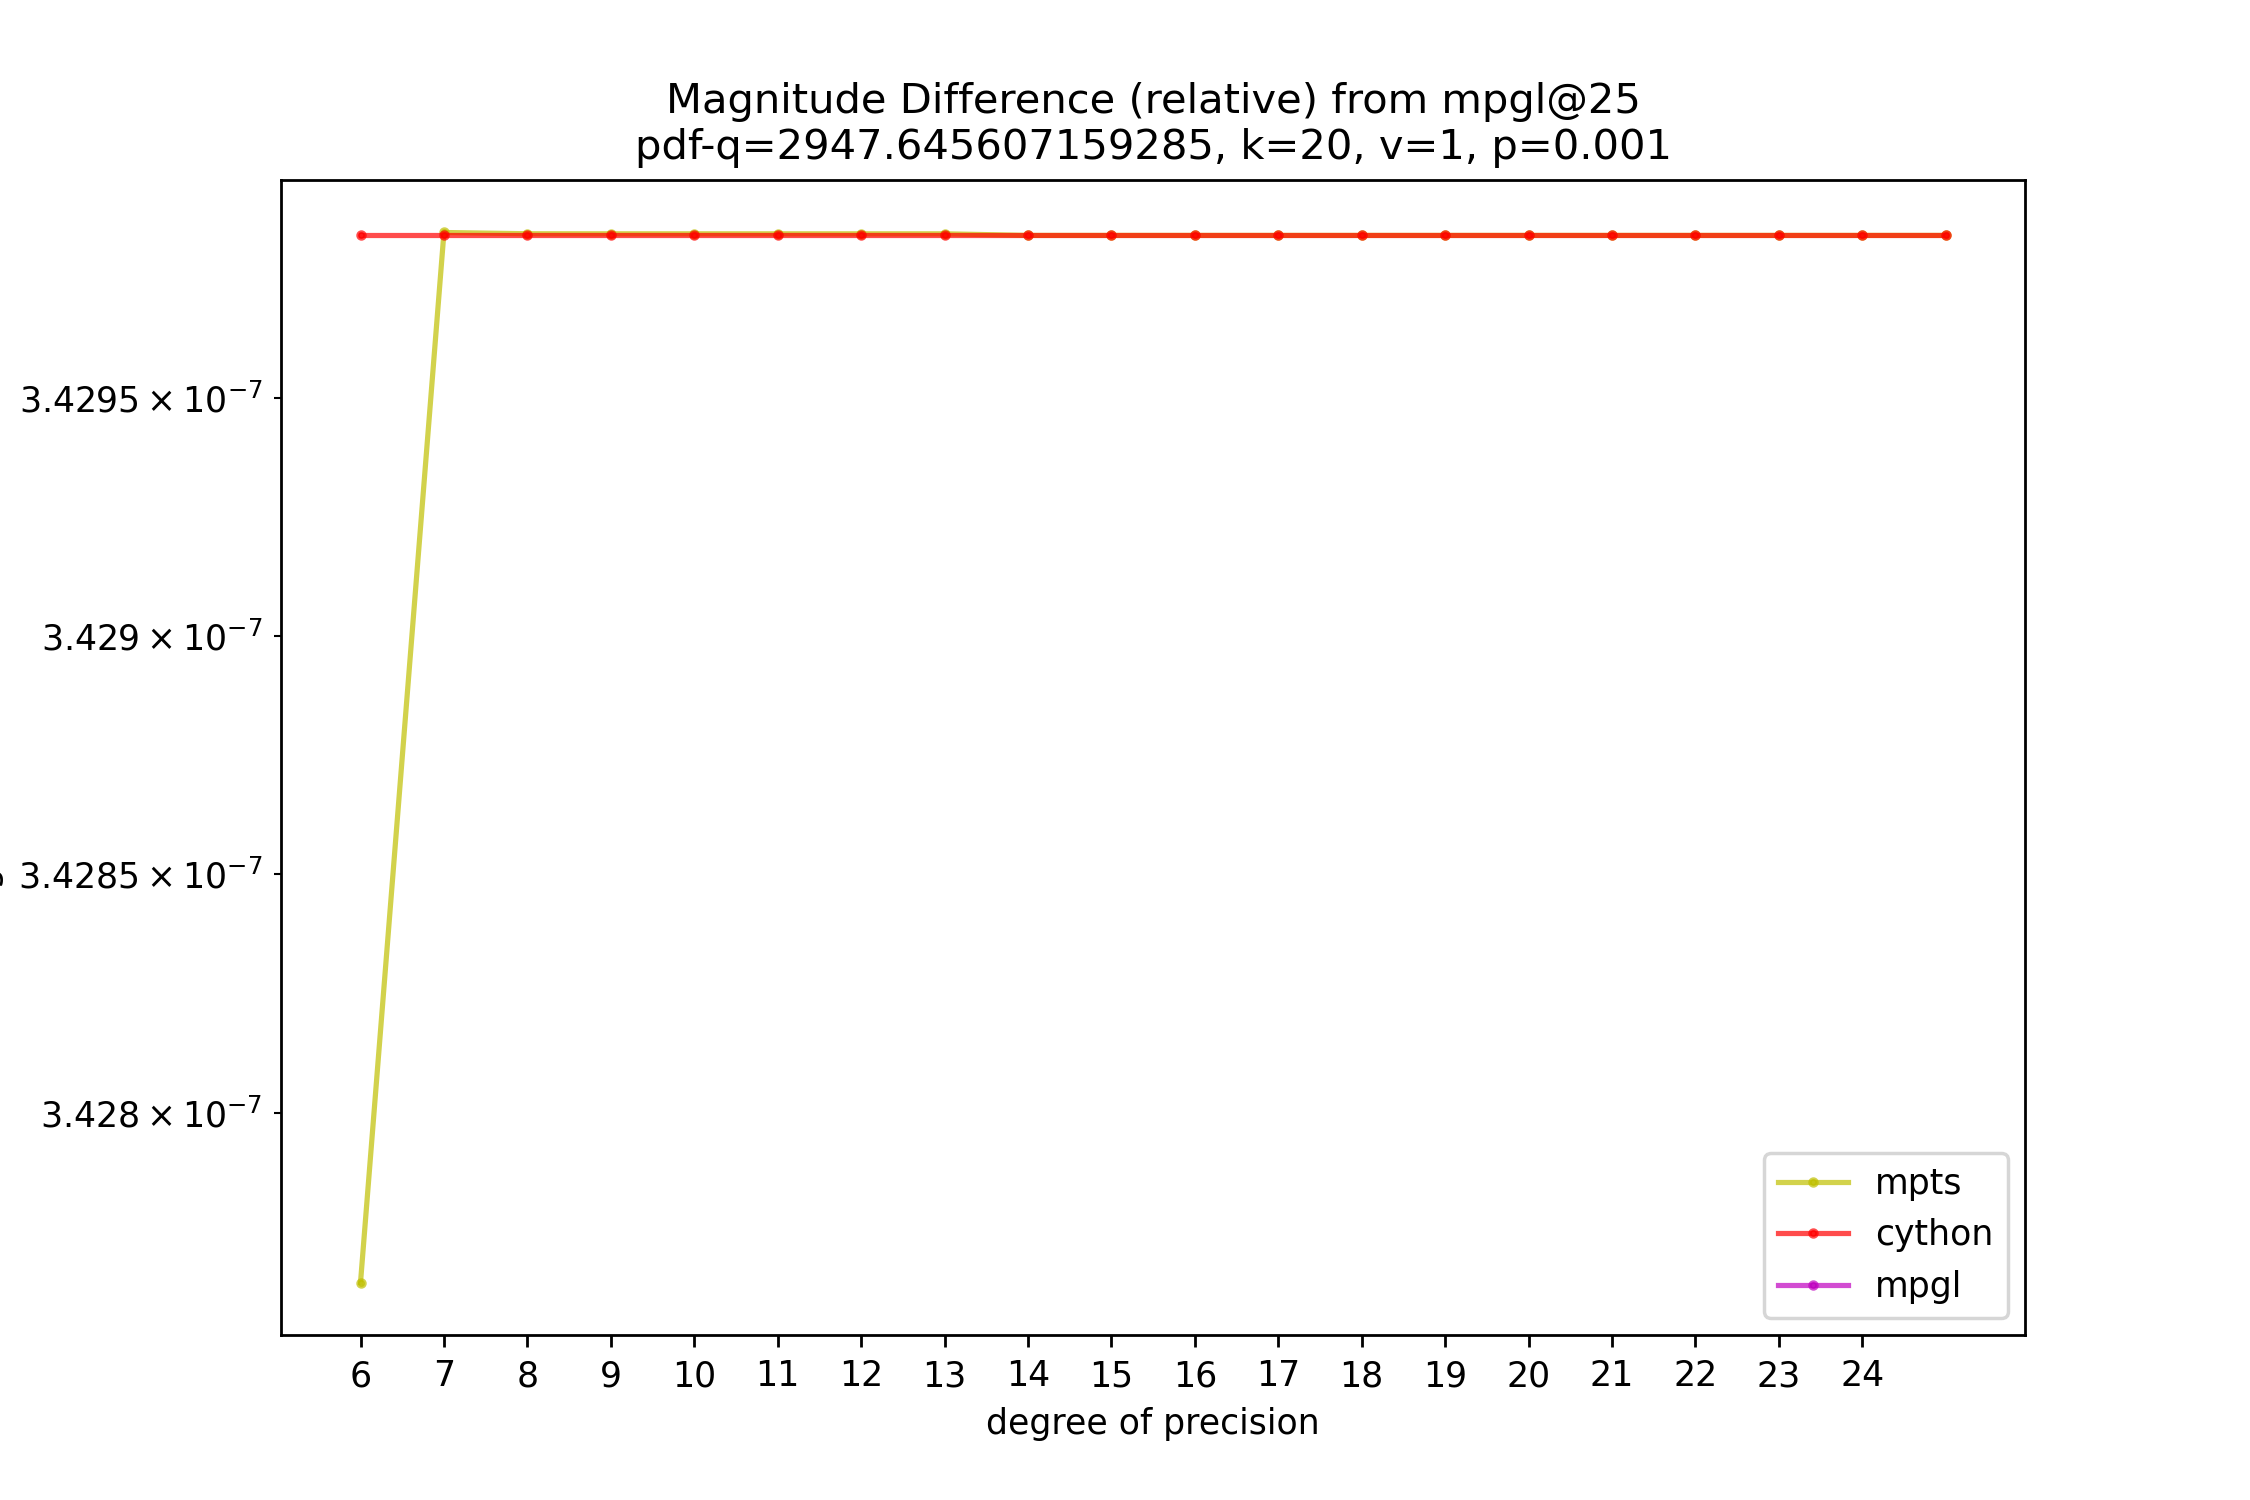 Magnitude Difference (relative) from mpgl@25
pdf-q=2947.645607159285, k=20, v=1, p=0.001
3.4295 × 10⁻⁷
3.429 × 10⁻⁷
3.4285 × 10⁻⁷
3.428 × 10⁻⁷
mpts
cython
mpgl
6 7 8 9 10 11 12 13 14 15 16 17 18 19 20 21 22 23 24
degree of precision